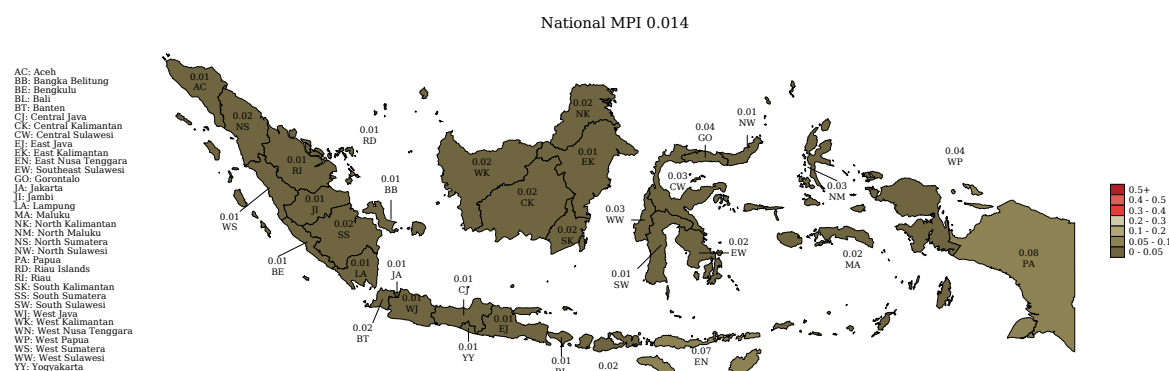 National MPI 0.014
AC: Aceh
BB: Bangka Belitung
BE: Bengkulu
BL: Bali
BT: Banten
CJ: Central Java
CK: Central Kalimantan
CW: Central Sulawesi
EJ: East Java
EK: East Kalimantan
EN: East Nusa Tenggara
EW: Southeast Sulawesi
GO: Gorontalo
JA: Jakarta
JI: Jambi
LA: Lampung
MA: Maluku
NK: North Kalimantan
NM: North Maluku
NS: North Sumatera
NW: North Sulawesi
PA: Papua
RD: Riau Islands
RI: Riau
SK: South Kalimantan
SS: South Sumatera
SW: South Sulawesi
WJ: West Java
WK: West Kalimantan
WN: West Nusa Tenggara
WP: West Papua
WS: West Sumatera
WW: West Sulawesi
YY: Yogyakarta
0.01
AC
0.02
NS
0.01
RD
0.01
RI
0.01
BB
0.01
JI
0.01
WS
0.02
SS
0.01
BE
0.01
LA
0.01
JA
0.02
BT
0.01
WJ
0.01
CJ
0.01
YY
0.01
EJ
0.01
0.02
0.07
EN
0.02
WK
0.02
CK
0.02
NK
0.01
EK
0.02
SK
0.04
GO
0.01
NW
0.03
CW
0.03
WW
0.01
SW
0.02
EW
0.03
NM
0.02
MA
0.04
WP
0.08
PA
0.5+
0.4 - 0.5
0.3 - 0.4
0.2 - 0.3
0.1 - 0.2
0.05 - 0.1
0 - 0.05